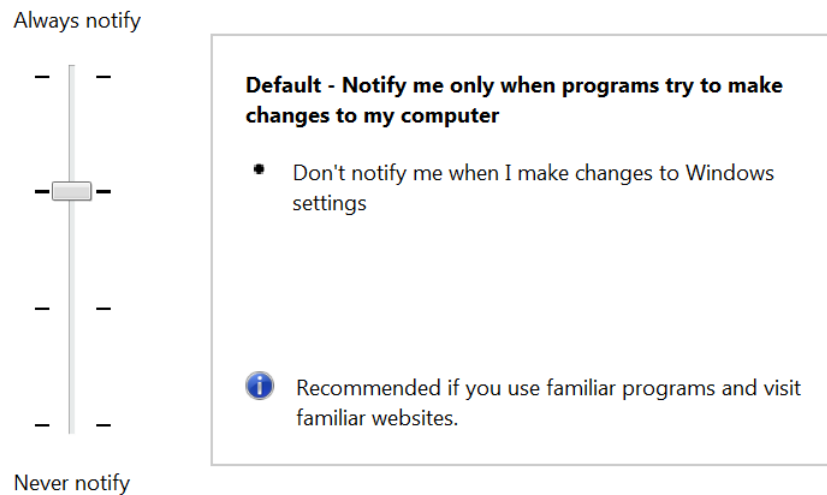 Always notify
Default - Notify me only when programs try to make
changes to my computer
Don't notify me when I make changes to Windows
settings
Recommended if you use familiar programs and visit
familiar websites.
Never notify